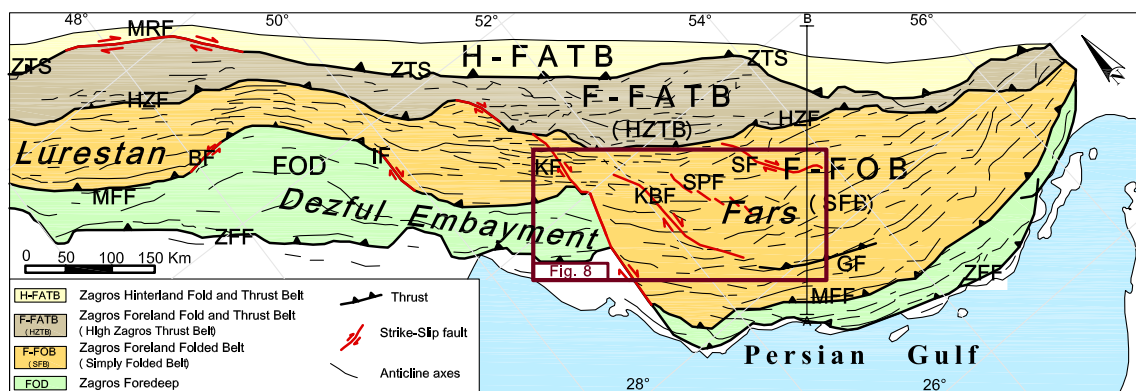 48°
MRF
50°
52°
54°
B
55°
56°
ZTS
ZTS
H-FATB
ZTS
F-FATB
(HZTB)
HZF
HZF
Lurestan
BF
FOD
IF
KF
SF
F-FOB
SPF
KBF
(SFB)
Fars
MFF
Dezful Embayment
ZFF
GF
ZFF
MFF
0 50 100 150 Km
Fig. 8
A
H-FATB Zagros Hinterland Fold and Thrust Belt
F-FATB (HZTB) Zagros Foreland Fold and Thrust Belt
(High Zagros Thrust Belt)
F-FOB (SFB) Zagros Foreland Folded Belt
(Simply Folded Belt)
FOD Zagros Foredeep
Thrust
Strike-Slip fault
Anticline axes
Persian Gulf
28°
26°